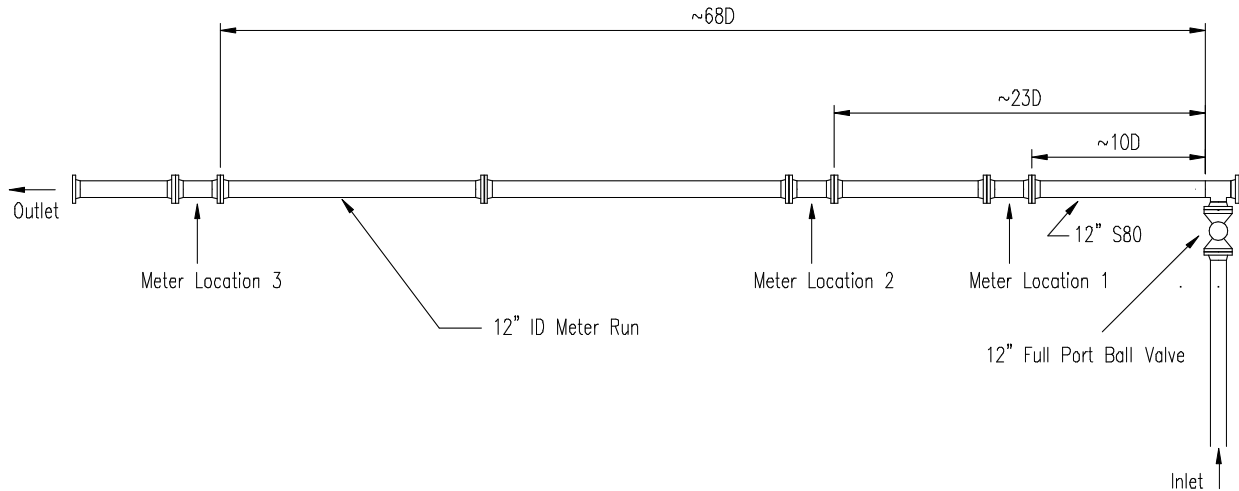 ~68D
~23D
~10D
Outlet
12" S80
Meter Location 3
Meter Location 2
Meter Location 1
12" ID Meter Run
12" Full Port Ball Valve
Inlet